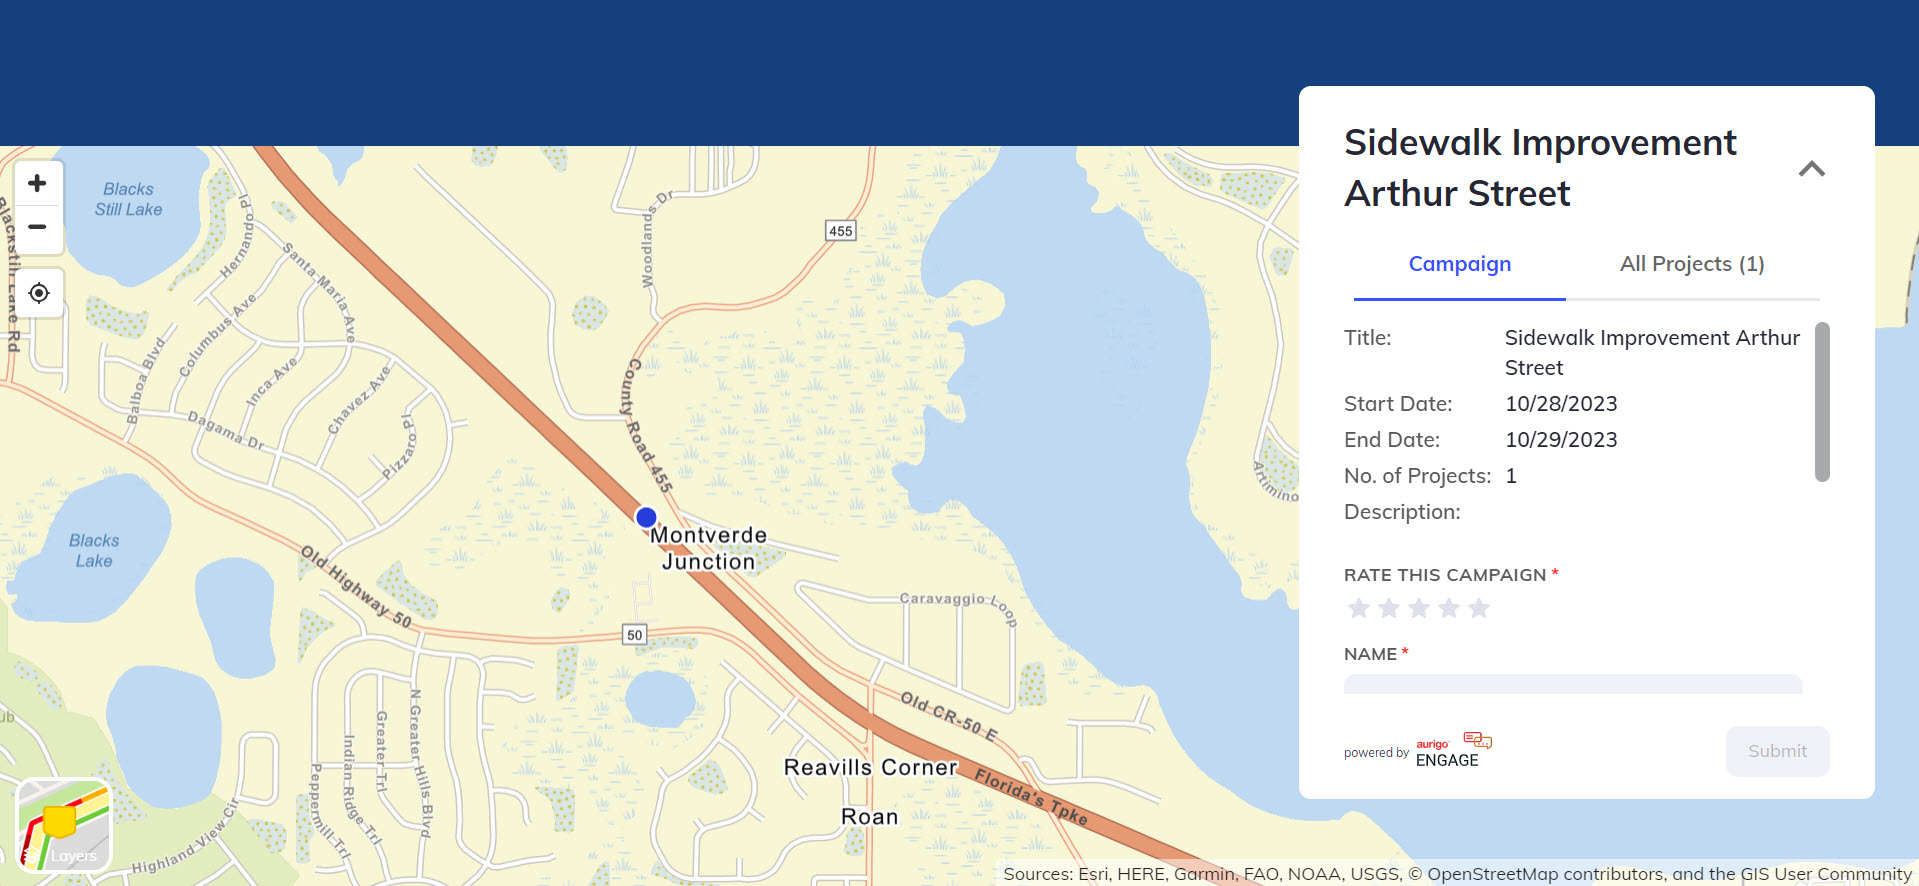 Sidewalk Improvement
Arthur Street
Campaign
All Projects (1)
Title:
Sidewalk Improvement Arthur
Street
Start Date:
10/28/2023
End Date:
10/29/2023
No. of Projects:
1
Description:
RATE THIS CAMPAIGN *
NAME *
powered by
aurigo
ENGAGE
Submit
+
−
Blacks
Still Lake
Blackstill Lake Rd
Hernando Pl
Santa Maria Ave
Columbus Ave
Balboa Blvd
Inca Ave
Chavez Ave
Dagama Dr
Pizzaro Pl
Woodlands Dr
455
County Road 455
Artimino
Montverde
Junction
Blacks
Lake
Old Highway 50
50
Caravaggio Loop
Old CR-50 E
N Greater Hills Blvd
Greater Trl
Indian Ridge Trl
Peppermill Trl
Highland View Cir
ub
Reavills Corner
Florida's Tpke
Roan
Layers
Sources: Esri, HERE, Garmin, FAO, NOAA, USGS, © OpenStreetMap contributors, and the GIS User Community